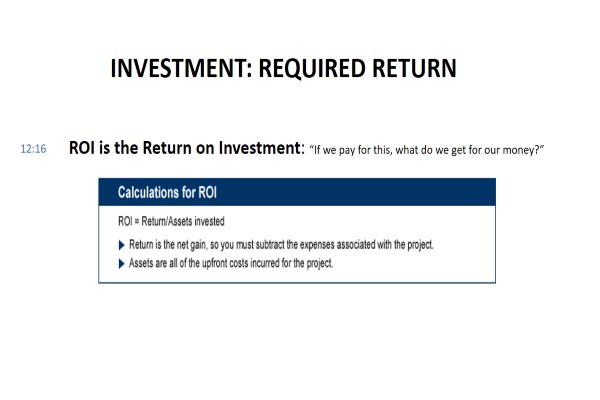 INVESTMENT: REQUIRED RETURN
12:16 ROI is the Return on Investment: “If we pay for this, what do we get for our money?”
Calculations for ROI
ROI = Return/Assets invested
Return is the net gain, so you must subtract the expenses associated with the project.
Assets are all of the upfront costs incurred for the project.